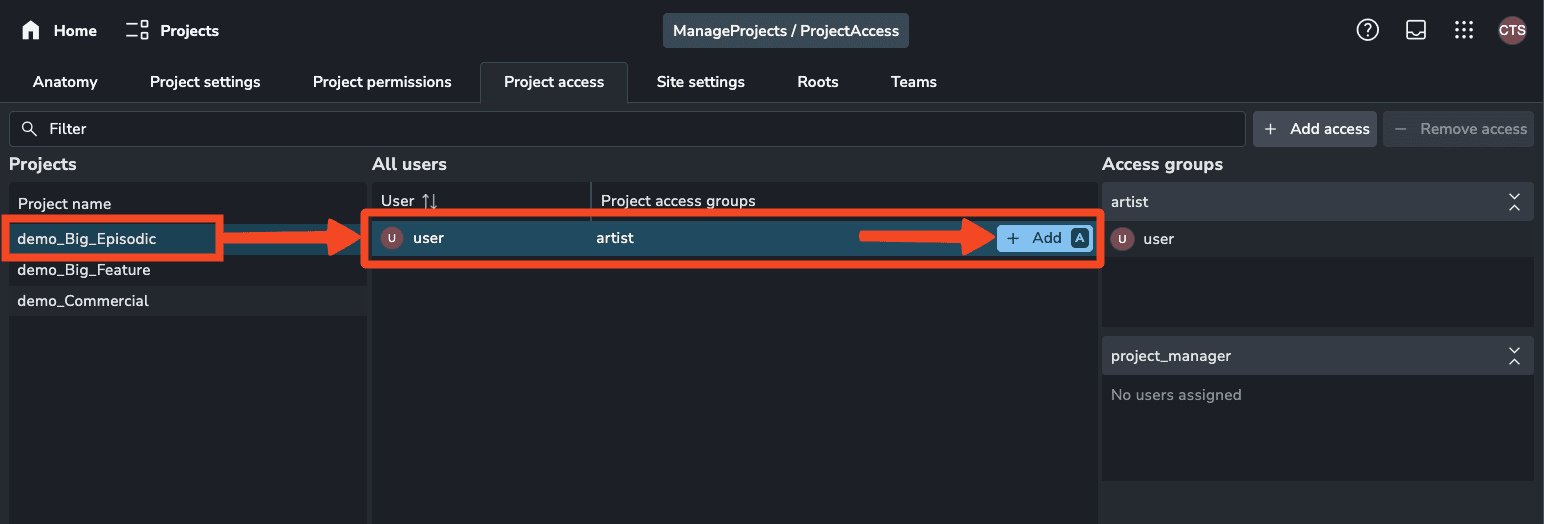 Home Projects ManageProjects / ProjectAccess CTS
Anatomy Project settings Project permissions Project access Site settings Roots Teams
Filter + Add access − Remove access
Projects All users Access groups
Project name User Project access groups artist
demo_Big_Episodic U user artist + Add A U user
demo_Big_Feature
demo_Commercial
project_manager
No users assigned